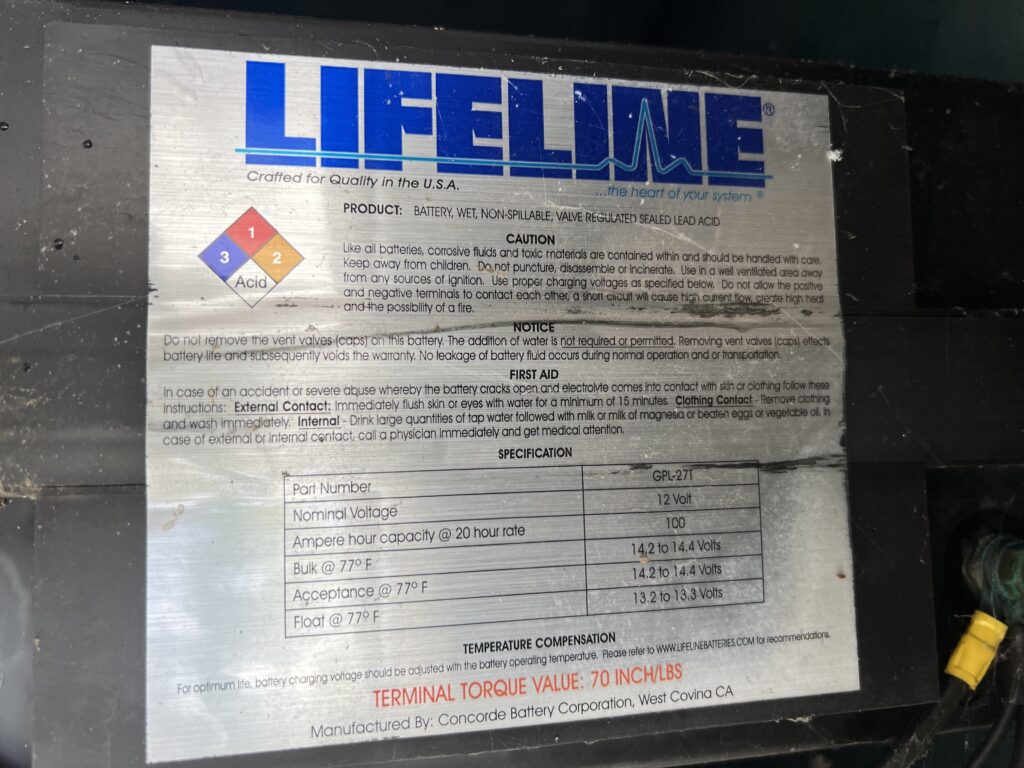 LIFELINE®
Crafted for Quality in the U.S.A.
...the heart of your system ®
PRODUCT: BATTERY, WET, NON-SPILLABLE, VALVE REGULATED SEALED LEAD ACID
1
3 2
Acid
CAUTION
Like all batteries, corrosive fluids and toxic materials are contained within and should be handled with care.
Keep away from children. Do not puncture, disassemble or incinerate. Use in a well ventilated area away
from any sources of ignition. Use proper charging voltages as specified below. Do not allow the positive
and negative terminals to contact each other, a short circuit will cause high current flow, create high heat
and the possibility of a fire.
NOTICE
Do not remove the vent valves (caps) on this battery. The addition of water is not required or permitted. Removing vent valves (caps) effects
battery life and subsequently voids the warranty. No leakage of battery fluid occurs during normal operation and or transportation.
FIRST AID
In case of an accident or severe abuse whereby the battery cracks open and electrolyte comes into contact with skin or clothing follow these
instructions: External Contact: Immediately flush skin or eyes with water for a minimum of 15 minutes. Clothing Contact - Remove clothing
and wash immediately. Internal - Drink large quantities of tap water followed with milk or milk of magnesia or beaten eggs or vegetable oil. In
case of external or internal contact, call a physician immediately and get medical attention.
SPECIFICATION
Part Number GPL-27T
Nominal Voltage 12 Volt
Ampere hour capacity @ 20 hour rate 100
Bulk @ 77° F 14.2 to 14.4 Volts
Acceptance @ 77° F 14.2 to 14.4 Volts
Float @ 77° F 13.2 to 13.3 Volts
TEMPERATURE COMPENSATION
For optimum life, battery charging voltage should be adjusted with the battery operating temperature. Please refer to WWW.LIFELINEBATTERIES.COM for recommendations.
TERMINAL TORQUE VALUE: 70 INCH/LBS
Manufactured By: Concorde Battery Corporation, West Covina CA